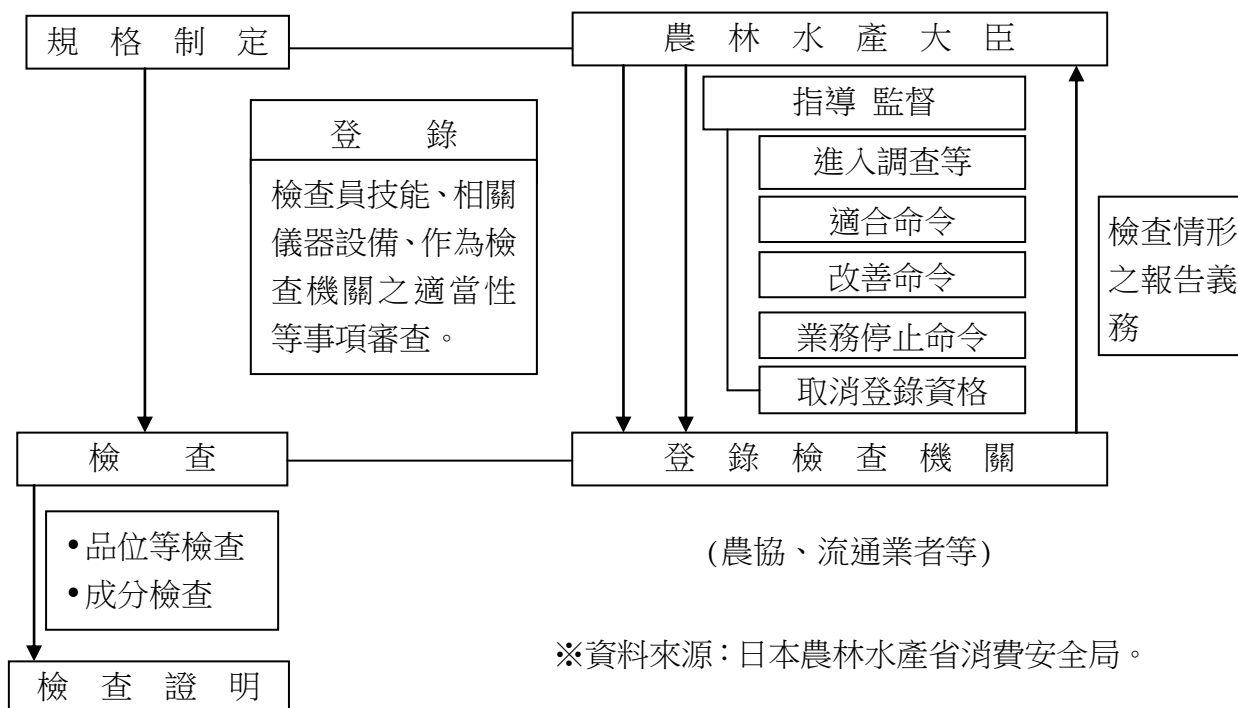 規格制定
農林水產大臣
指導 監督
登錄
檢查員技能、相關
儀器設備、作為檢
查機關之適當性
等事項審查。
進入調查等
適合命令
改善命令
業務停止命令
取消登錄資格
檢查情形
之報告義
務
檢查
登錄檢查機關
•品位等檢查
•成分檢查
(農協、流通業者等)
檢查證明
※資料來源：日本農林水產省消費安全局。